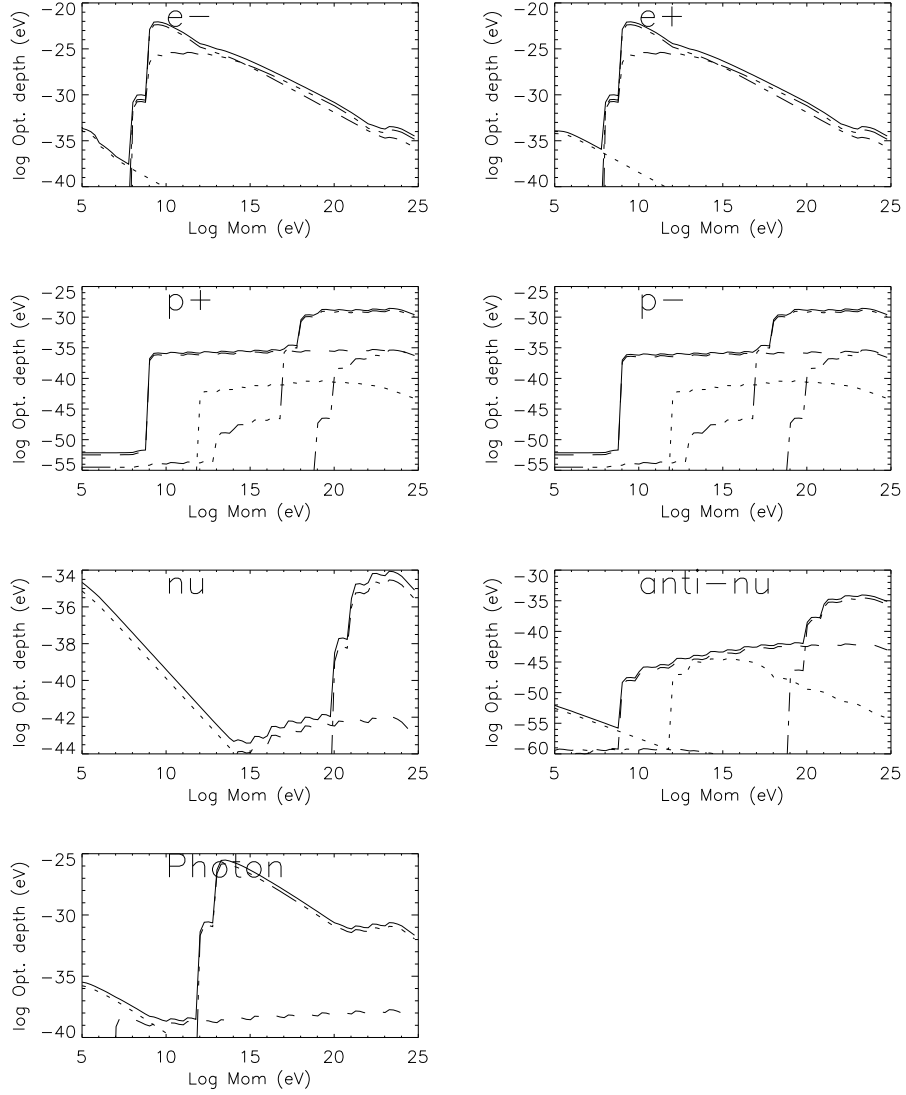 e− e+
−20 −20
−25 −25
−30 −30
−35 −35
−40 −40
log Opt. depth (eV) log Opt. depth (eV)
5 10 15 20 25 5 10 15 20 25
Log Mom (eV) Log Mom (eV)
p+ p−
−25 −25
−30 −30
−35 −35
−40 −40
−45 −45
−50 −50
−55 −55
log Opt. depth (eV) log Opt. depth (eV)
5 10 15 20 25 5 10 15 20 25
Log Mom (eV) Log Mom (eV)
nu anti−nu
−34 −30
−36 −35
−38 −40
−40 −45
−42 −50
−44 −55
−60
log Opt. depth (eV) log Opt. depth (eV)
5 10 15 20 25 5 10 15 20 25
Log Mom (eV) Log Mom (eV)
Photon
−25
−30
−35
−40
log Opt. depth (eV)
5 10 15 20 25
Log Mom (eV)